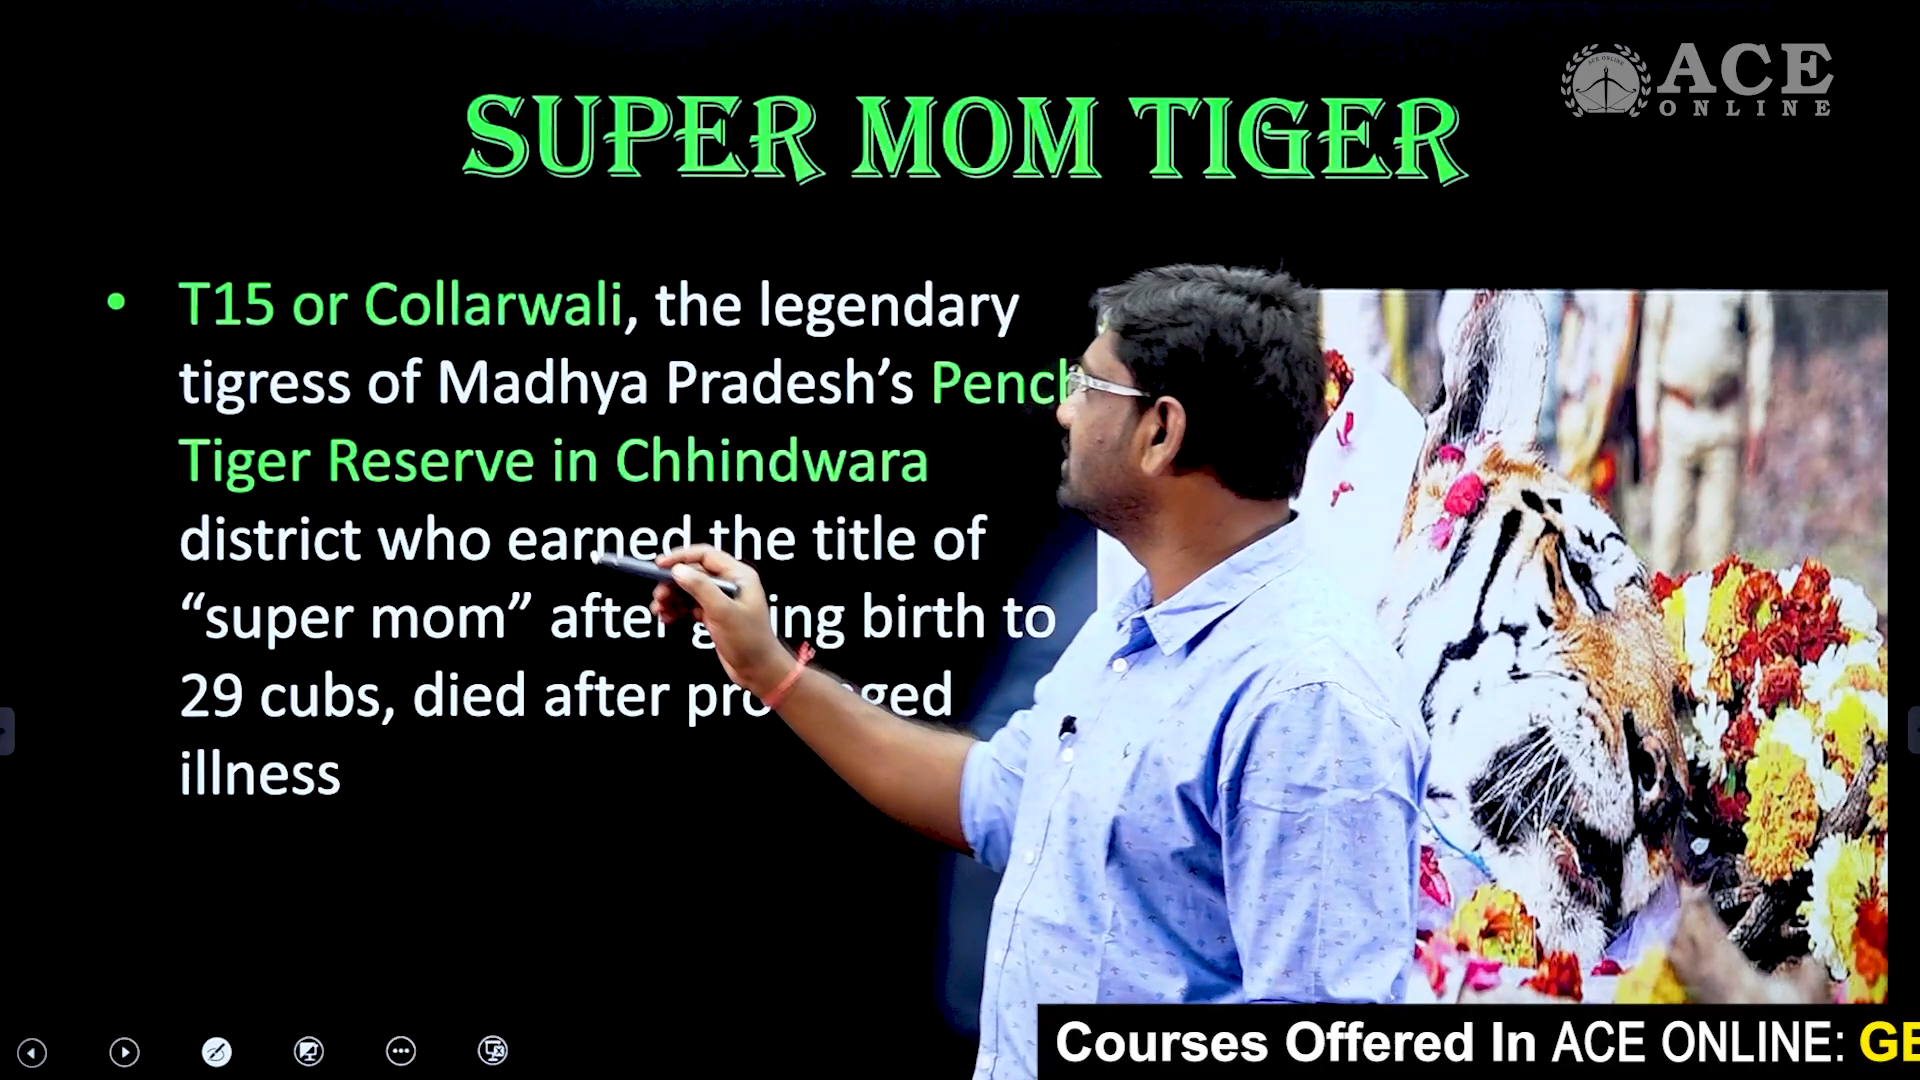 ACE
ONLINE
SUPER MOM TIGER
• T15 or Collarwali, the legendary
tigress of Madhya Pradesh’s
Tiger Reserve in Chhindwara
district who earned the title of
“super mom” after birth to
29 cubs, died after
illness
Courses Offered In ACE ONLINE: